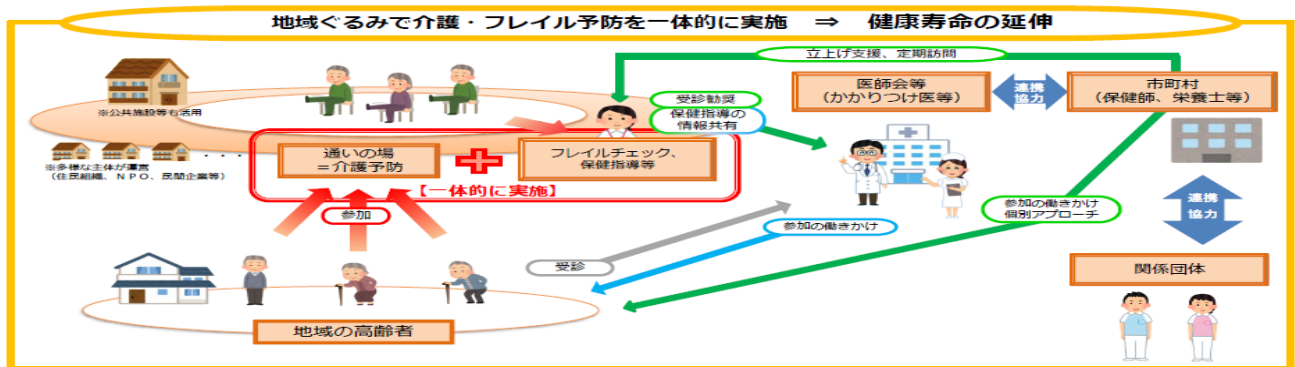 地域ぐるみで介護・フレイル予防を一体的に実施 ⇒ 健康寿命の延伸
立上げ支援、定期訪問
医師会等
(かかりつけ医等)
連携
協力
市町村
(保健師、栄養士等)
※公共施設等も活用
受診勧奨
保健指導の
情報共有
通いの場
=介護予防
フレイルチェック、
保健指導等
※多様な主体が運営
(住民組織、NPO、民間企業等)
・・・
【一体的に実施】
参加
参加の働きかけ
個別アプローチ
連携
協力
参加の働きかけ
受診
関係団体
地域の高齢者